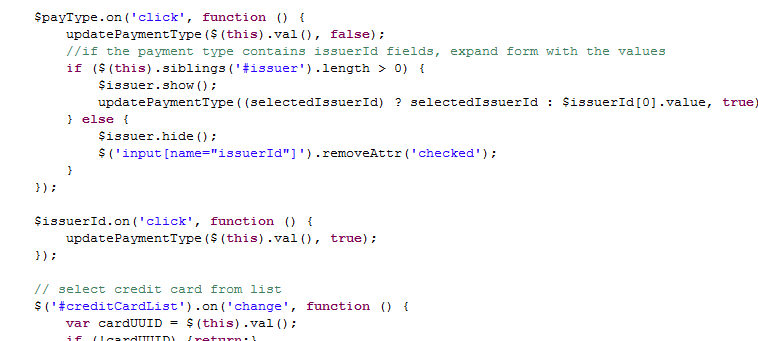 $payType.on('click', function () {
    updatePaymentType($(this).val(), false);
    //if the payment type contains issuerId fields, expand form with the values
    if ($(this).siblings('#issuer').length > 0) {
        $issuer.show();
        updatePaymentType((selectedIssuerId) ? selectedIssuerId : $issuerId[0].value, true)
    } else {
        $issuer.hide();
        $('input[name="issuerId"]').removeAttr('checked');
    }
});

$issuerId.on('click', function () {
    updatePaymentType($(this).val(), true);
});

// select credit card from list
$('#creditCardList').on('change', function () {
    var cardUUID = $(this).val();
    if (!cardUUID) {return;}